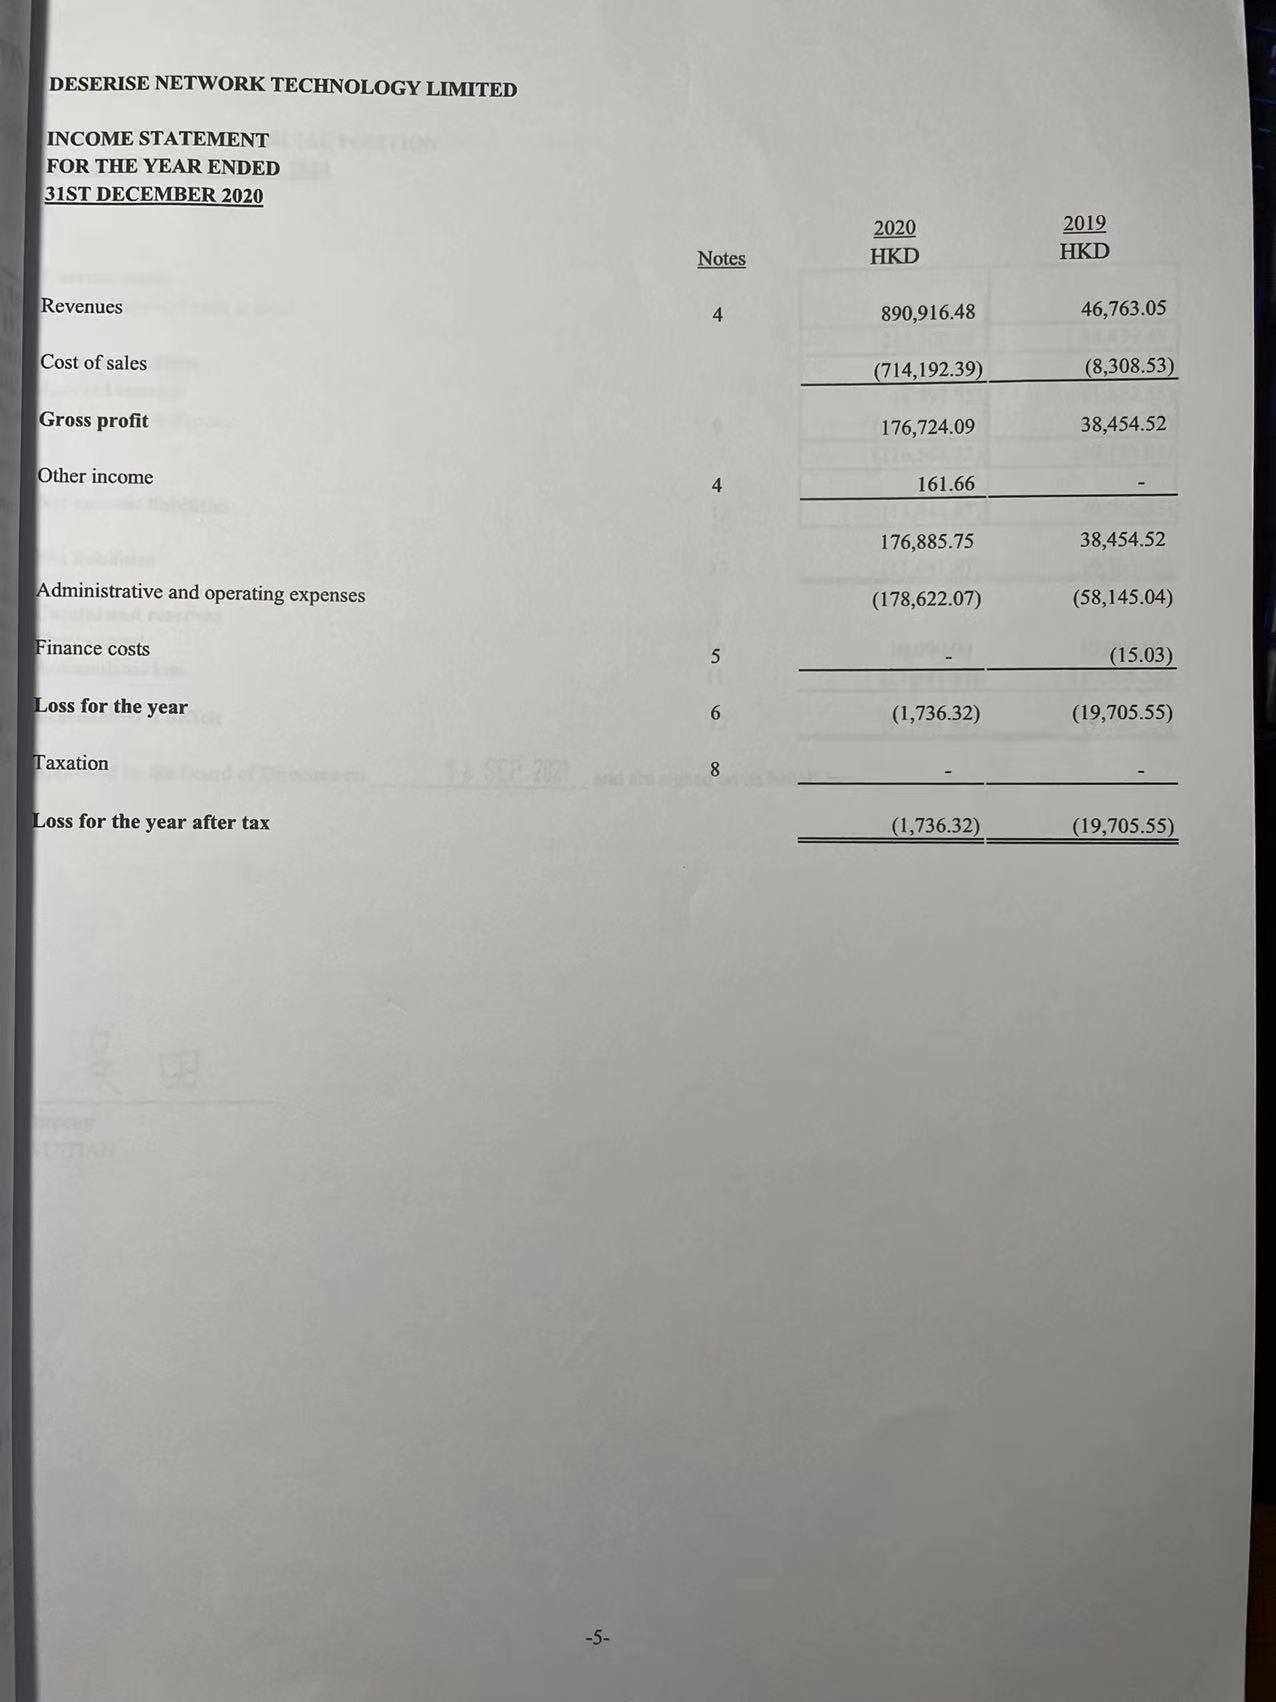 DESERISE NETWORK TECHNOLOGY LIMITED
INCOME STATEMENT
FOR THE YEAR ENDED
31ST DECEMBER 2020
2020 2019
Notes HKD HKD
Revenues 4 890,916.48 46,763.05
Cost of sales (714,192.39) (8,308.53)
Gross profit 176,724.09 38,454.52
Other income 4 161.66 -
176,885.75 38,454.52
Administrative and operating expenses (178,622.07) (58,145.04)
Finance costs 5 - (15.03)
Loss for the year 6 (1,736.32) (19,705.55)
Taxation 8 - -
Loss for the year after tax (1,736.32) (19,705.55)
-5-